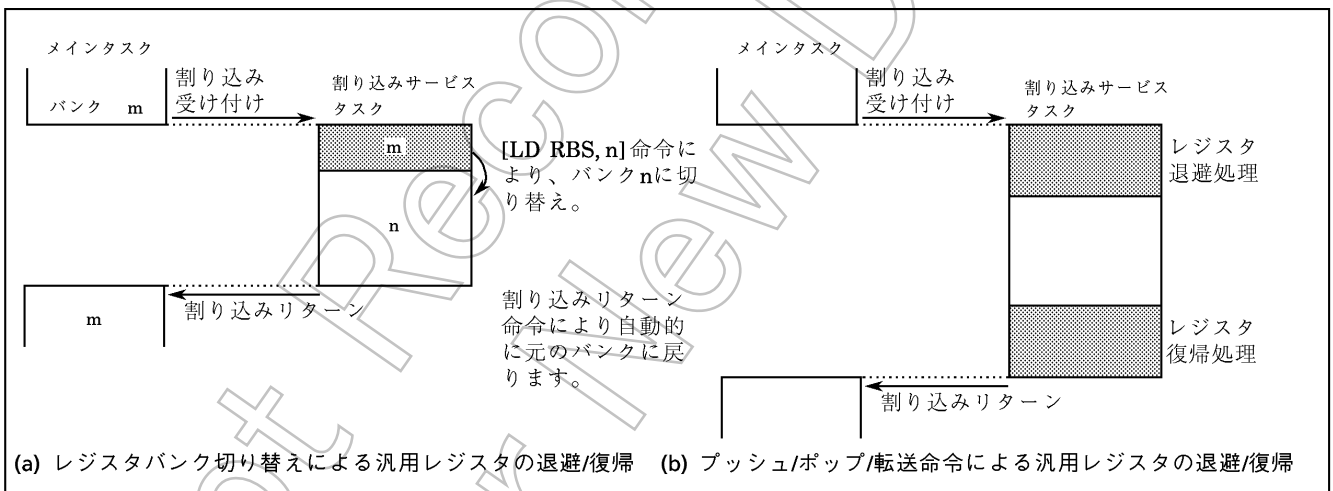 メインタスク
バンク m
割り込み
受け付け
割り込みサービス
タスク
m
n
[LD RBS, n]命令に
より、バンクnに切
り替え。
割り込みリターン
m
割り込みリターン
命令により自動的
に元のバンクに戻
ります。
(a) レジスタバンク切り替えによる汎用レジスタの退避/復帰
メインタスク
割り込み
受け付け
割り込みサービス
タスク
レジスタ
退避処理
レジスタ
復帰処理
割り込みリターン
(b) プッシュ/ポップ/転送命令による汎用レジスタの退避/復帰
ot Recom
r New D